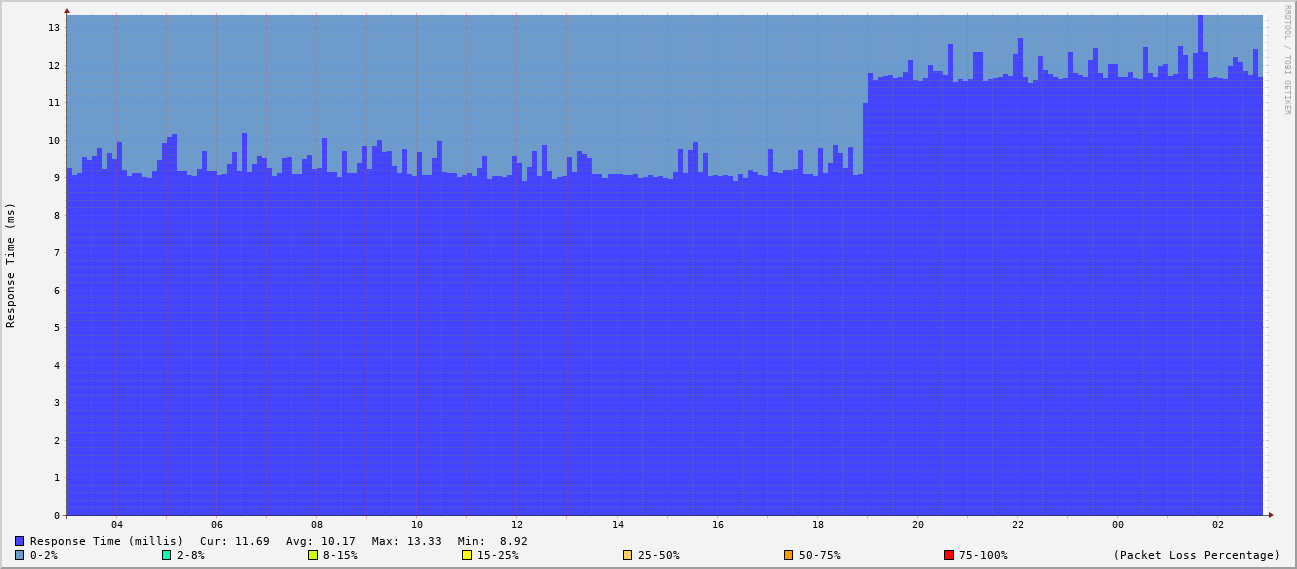 RRDTOOL / TOBI OETIKER
Response Time (ms)
13
12
11
10
9
8
7
6
5
4
3
2
1
0
04 06 08 10 12 14 16 18 20 22 00 02
Response Time (millis) Cur: 11.69 Avg: 10.17 Max: 13.33 Min: 8.92
0-2% 2-8% 8-15% 15-25% 25-50% 50-75% 75-100% (Packet Loss Percentage)